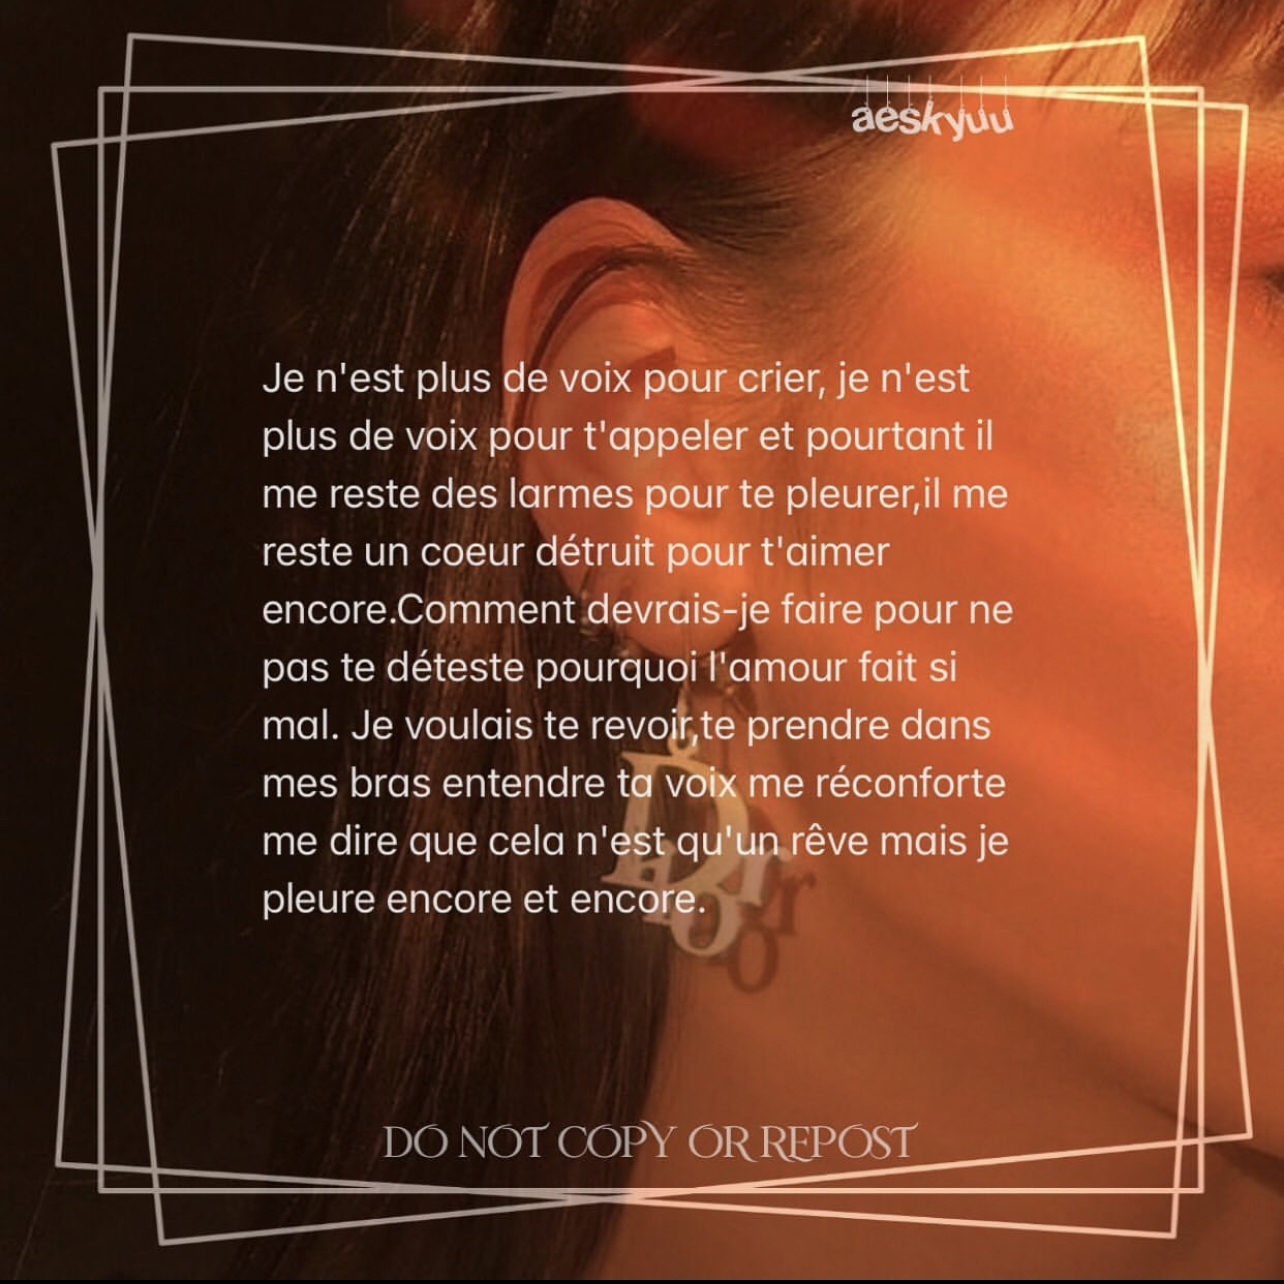 aeskyuu
Je n'est plus de voix pour crier, je n'est
plus de voix pour t'appeler et pourtant il
me reste des larmes pour te pleurer,il me
reste un coeur détruit pour t'aimer
encore.Comment devrais-je faire pour ne
pas te déteste pourquoi l'amour fait si
mal. Je voulais te revoir,te prendre dans
mes bras entendre ta voix me réconforte
me dire que cela n'est qu'un rêve mais je
pleure encore et encore.
Dior
DO NOT COPY OR REPOST